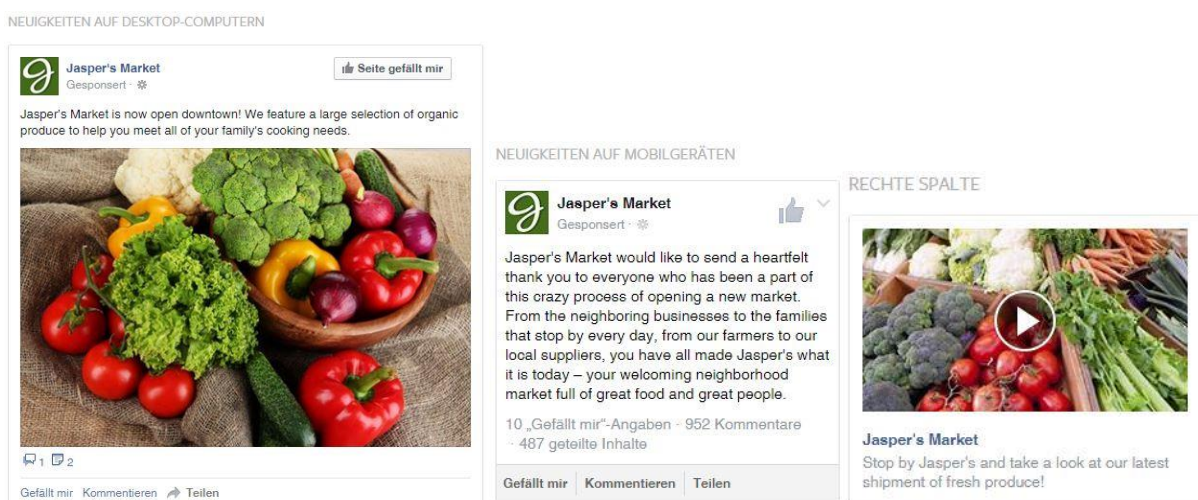 NEUIGKEITEN AUF DESKTOP-COMPUTERN
Jasper's Market
Seite gefällt mir
Gesponsert ·
Jasper's Market is now open downtown! We feature a large selection of organic
produce to help you meet all of your family's cooking needs.
1 2
Gefällt mir Kommentieren Teilen
NEUIGKEITEN AUF MOBILGERÄTEN
Jasper's Market
Gesponsert ·
Jasper's Market would like to send a heartfelt
thank you to everyone who has been a part of
this crazy process of opening a new market.
From the neighboring businesses to the families
that stop by every day, from our farmers to our
local suppliers, you have all made Jasper's what
it is today – your welcoming neighborhood
market full of great food and great people.
10 „Gefällt mir"-Angaben · 952 Kommentare
· 487 geteilte Inhalte
Gefällt mir Kommentieren Teilen
RECHTE SPALTE
Jasper's Market
Stop by Jasper's and take a look at our latest
shipment of fresh produce!